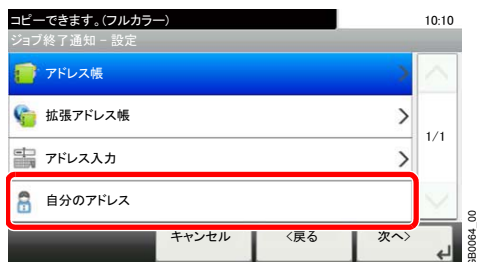 コピーできます。(フルカラー)
10:10
ジョブ終了通知 - 設定
アドレス帳
拡張アドレス帳
アドレス入力
自分のアドレス
1/1
キャンセル
<戻る
次へ>
GB0064_00